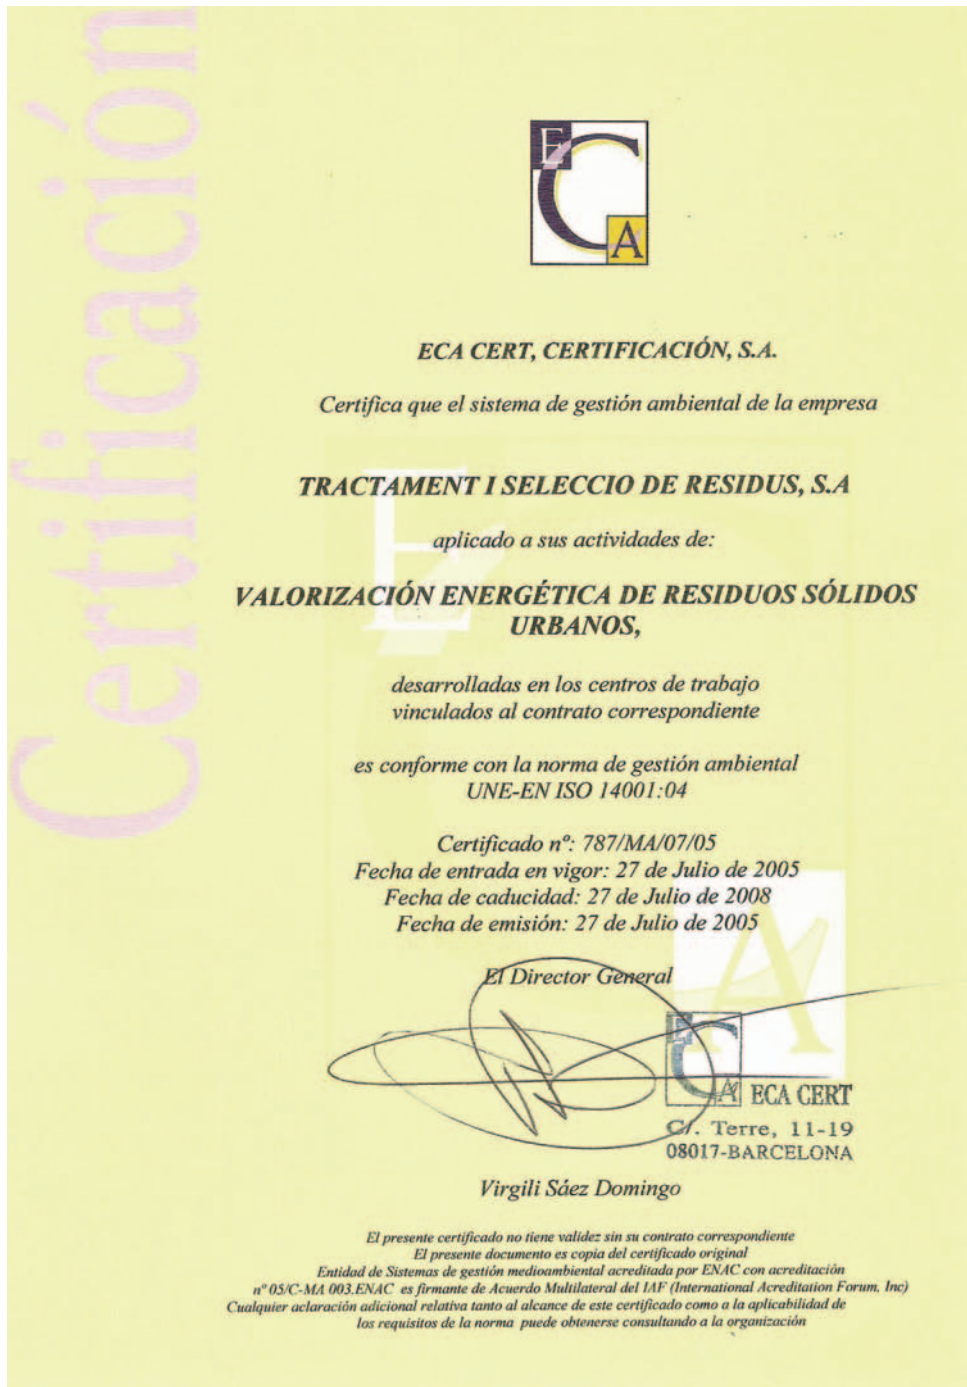 Certificación
E
C
A
ECA CERT, CERTIFICACIÓN, S.A.
Certifica que el sistema de gestión ambiental de la empresa
TRACTAMENT I SELECCIO DE RESIDUS, S.A
aplicado a sus actividades de:
VALORIZACIÓN ENERGÉTICA DE RESIDUOS SÓLIDOS
URBANOS,
desarrolladas en los centros de trabajo
vinculados al contrato correspondiente
es conforme con la norma de gestión ambiental
UNE-EN ISO 14001:04
Certificado nº: 787/MA/07/05
Fecha de entrada en vigor: 27 de Julio de 2005
Fecha de caducidad: 27 de Julio de 2008
Fecha de emisión: 27 de Julio de 2005
El Director General
ECA CERT
C/. Terre, 11-19
08017-BARCELONA
Virgili Sáez Domingo
El presente certificado no tiene validez sin su contrato correspondiente
El presente documento es copia del certificado original
Entidad de Sistemas de gestión medioambiental acreditada por ENAC con acreditación
nº 05/C-MA 003.ENAC es firmante de Acuerdo Multilateral del IAF (International Acreditation Forum, Inc)
Cualquier aclaración adicional relativa tanto al alcance de este certificado como a la aplicabilidad de
los requisitos de la norma puede obtenerse consultando a la organización